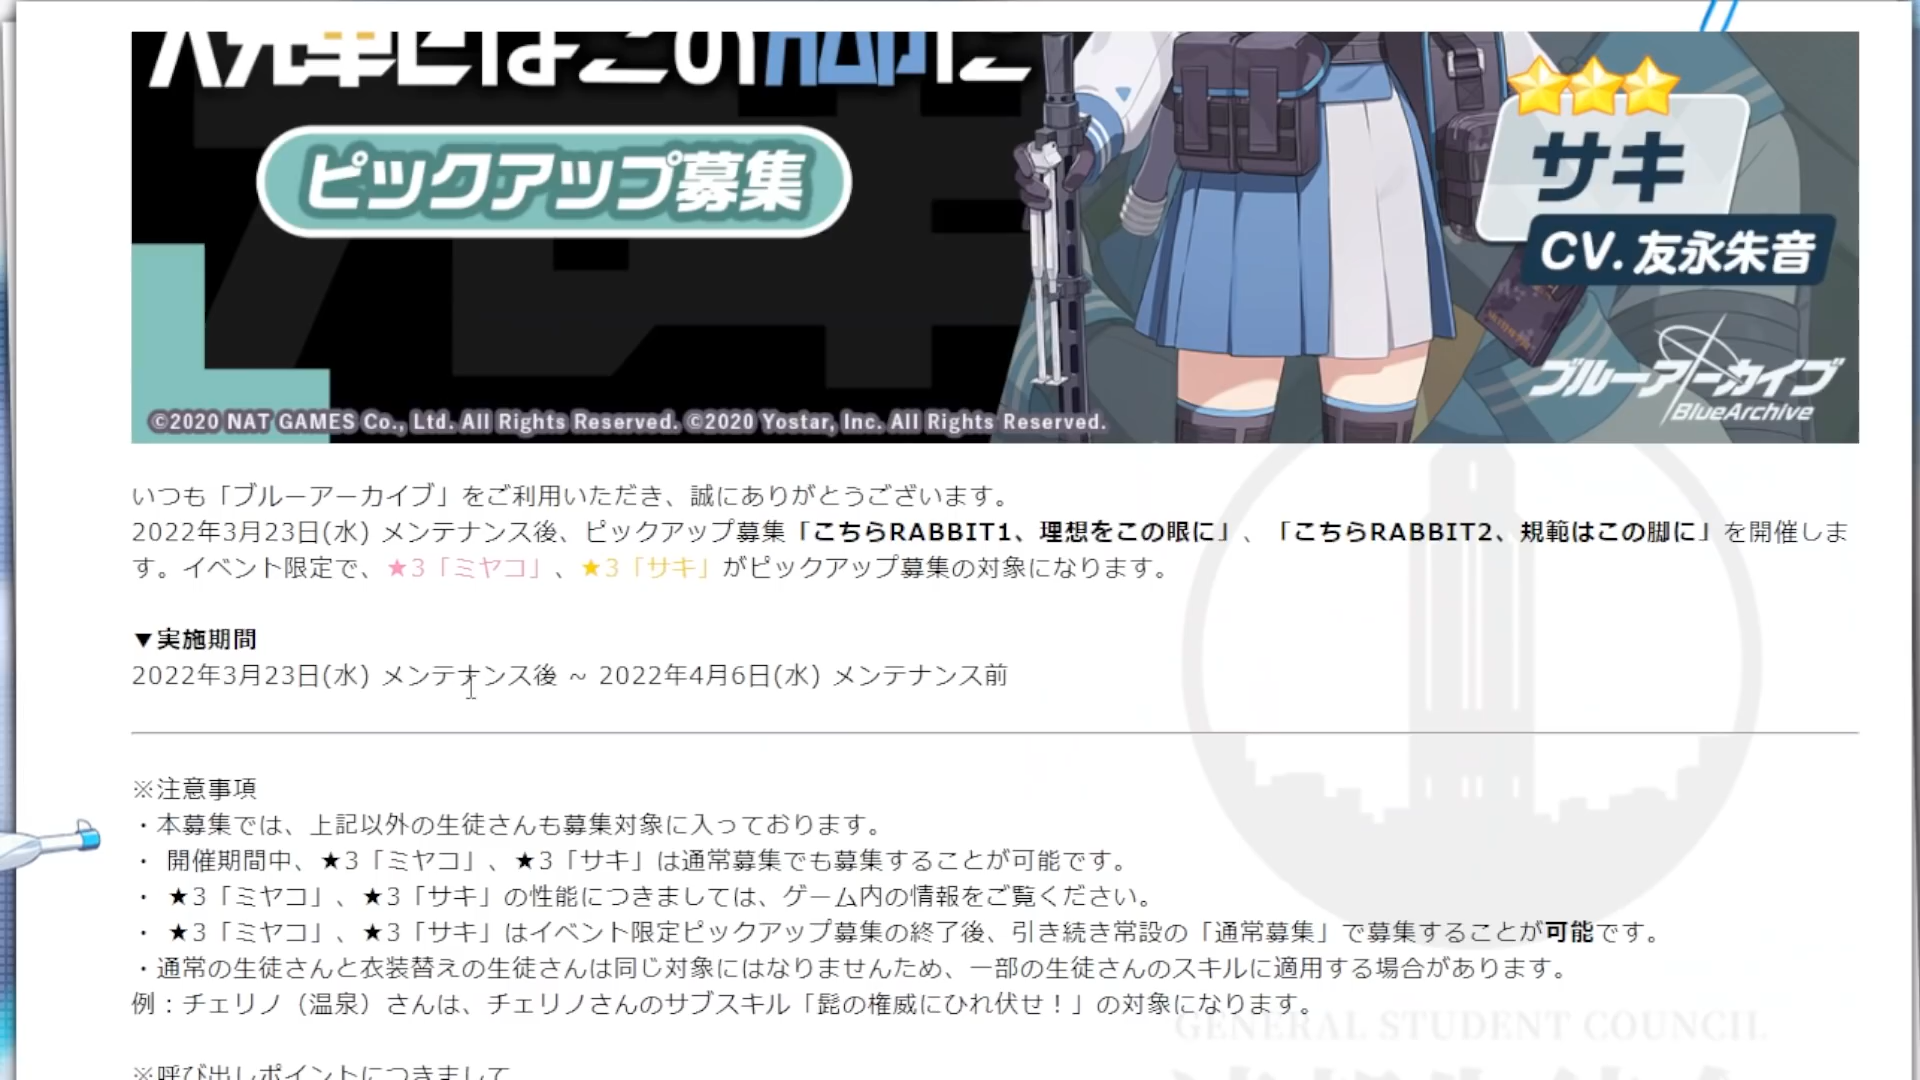 ピックアップ募集
サキ
CV. 友永朱音
ブルーアーカイブ
BlueArchive
©2020 NAT GAMES Co., Ltd. All Rights Reserved. ©2020 Yostar, Inc. All Rights Reserved.
いつも「ブルーアーカイブ」をご利用いただき、誠にありがとうございます。
2022年3月23日(水) メンテナンス後、ピックアップ募集「こちらRABBIT1、理想をこの眼に」、「こちらRABBIT2、規範はこの脚に」を開催しま
す。イベント限定で、★3「ミヤコ」、★3「サキ」がピックアップ募集の対象になります。
▼実施期間
2022年3月23日(水) メンテナンス後 ~ 2022年4月6日(水) メンテナンス前
※注意事項
・本募集では、上記以外の生徒さんも募集対象に入っております。
・ 開催期間中、★3「ミヤコ」、★3「サキ」は通常募集でも募集することが可能です。
・ ★3「ミヤコ」、★3「サキ」の性能につきましては、ゲーム内の情報をご覧ください。
・ ★3「ミヤコ」、★3「サキ」はイベント限定ピックアップ募集の終了後、引き続き常設の「通常募集」で募集することが可能です。
・通常の生徒さんと衣装替えの生徒さんは同じ対象にはなりませんため、一部の生徒さんのスキルに適用する場合があります。
例：チェリノ（温泉）さんは、チェリノさんのサブスキル「髭の権威にひれ伏せ！」の対象になります。
GENERAL STUDENT COUNCIL
※呼び出しポイントにつきまして